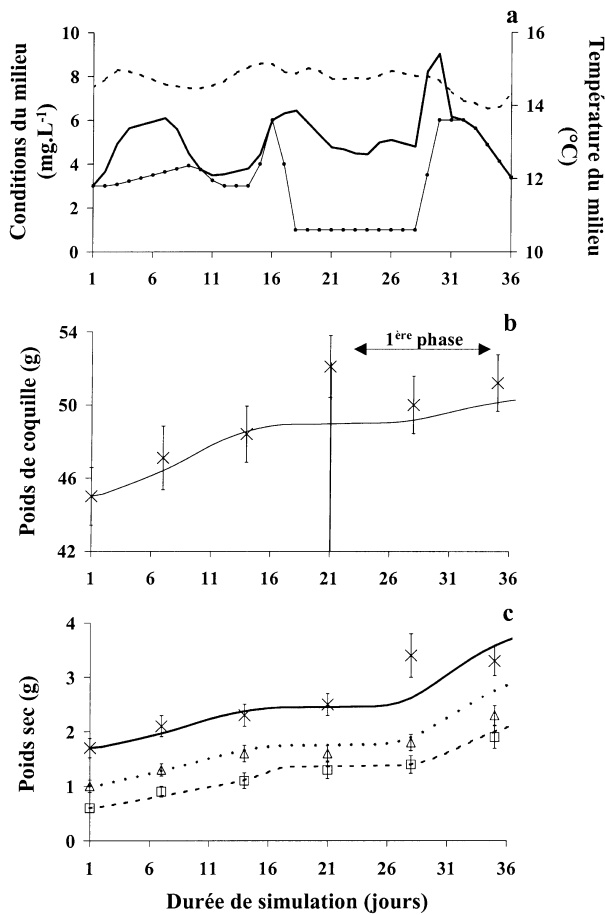 a
Conditions du milieu
(mg.L-1)
Température du milieu
(°C)
10
8
6
4
2
0
16
14
12
10
1 6 11 16 21 26 31 36
b
1ère phase
Poids de coquille (g)
54
50
46
42
1 6 11 16 21 26 31 36
c
Poids sec (g)
4
3
2
1
0
1 6 11 16 21 26 31 36
Durée de simulation (jours)